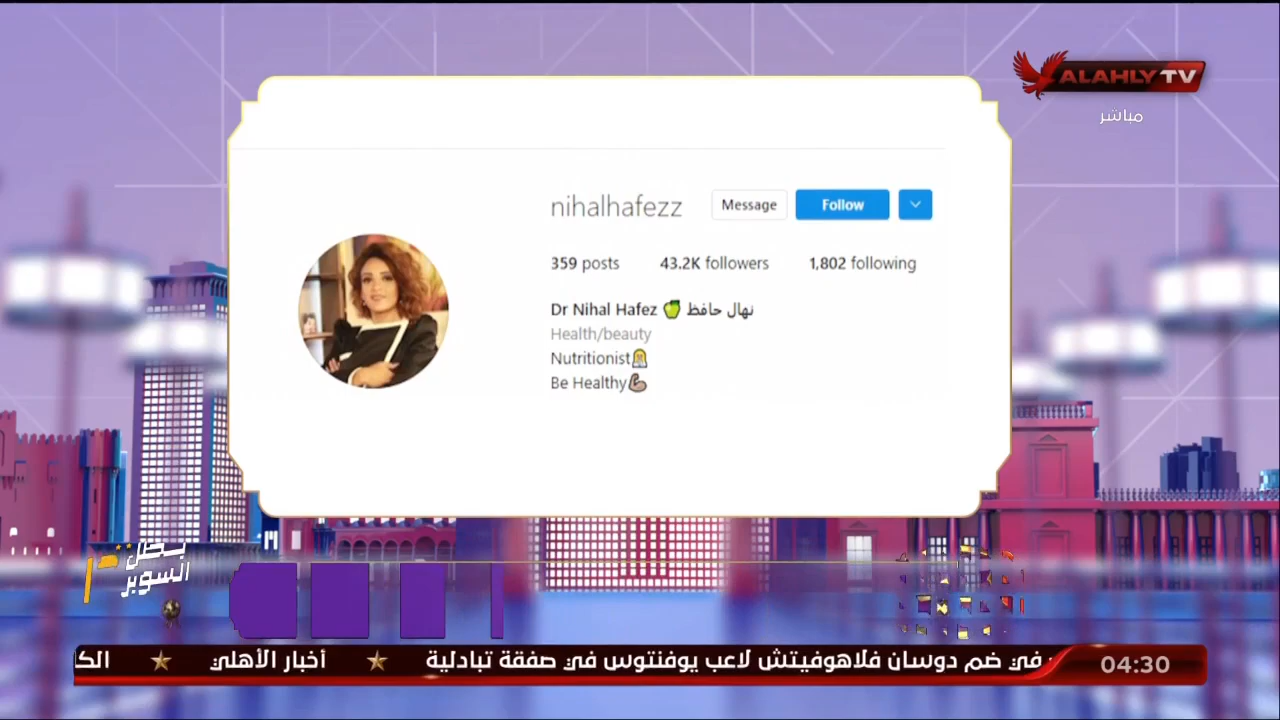 ALAHLY TV
مباشر
nihalhafezz Message Follow
359 posts 43.2K followers 1,802 following
Dr Nihal Hafez 🍏 نهال حافظ
Health/beauty
Nutritionist👩‍⚕️
Be Healthy💪🏽
بطل
السوبر
في ضم دوسان فلاهوفيتش لاعب يوفنتوس في صفقة تبادلية ★ أخبار الأهلي ★
04:30